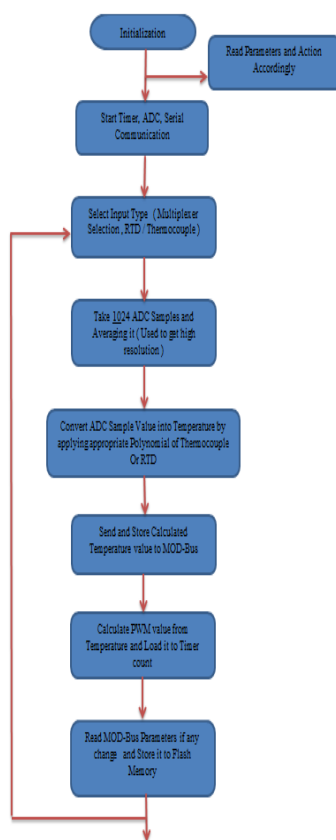 Initialization
Read Parameters and Action
Accordingly
Start Timer, ADC, Serial
Communication
Select Input Type ( Multiplexer
Selection , RTD / Thermocouple )
Take 1024 ADC Samples and
Averaging it ( Used to get high
resolution )
Convert ADC Sample Value into Temperature by
applying appropriate Polynomial of Thermocouple
Or RTD
Send and Store Calculated
Temperature value to MOD-Bus
Calculate PWM value from
Temperature and Load it to Timer
count
Read MOD-Bus Parameters if any
change and Store it to Flash
Memory